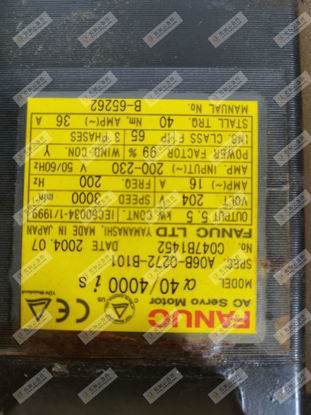 FANUC
AC Servo Motor
MODEL α40/4000 i s
SPEC. A06B-0272-B101
No. C047B1452 DATE 2004.07
FANUC LTD YAMANASHI, MADE IN JAPAN
OUTPUT 5.5 kW CONT. IEC60034-1/1999
VOLT 204 V SPEED 3000 min⁻¹
AMP(~) 16 A FREQ. 200 Hz
AMP INPUT(~) 200-230 V 50/60Hz
POWER FACTOR 99 % WIND.CON. Y
INS. CLASS F IP 65 3 PHASES
STALL TRQ. 40 Nm, AMP(~) 36 A
MANUAL No. B-65262